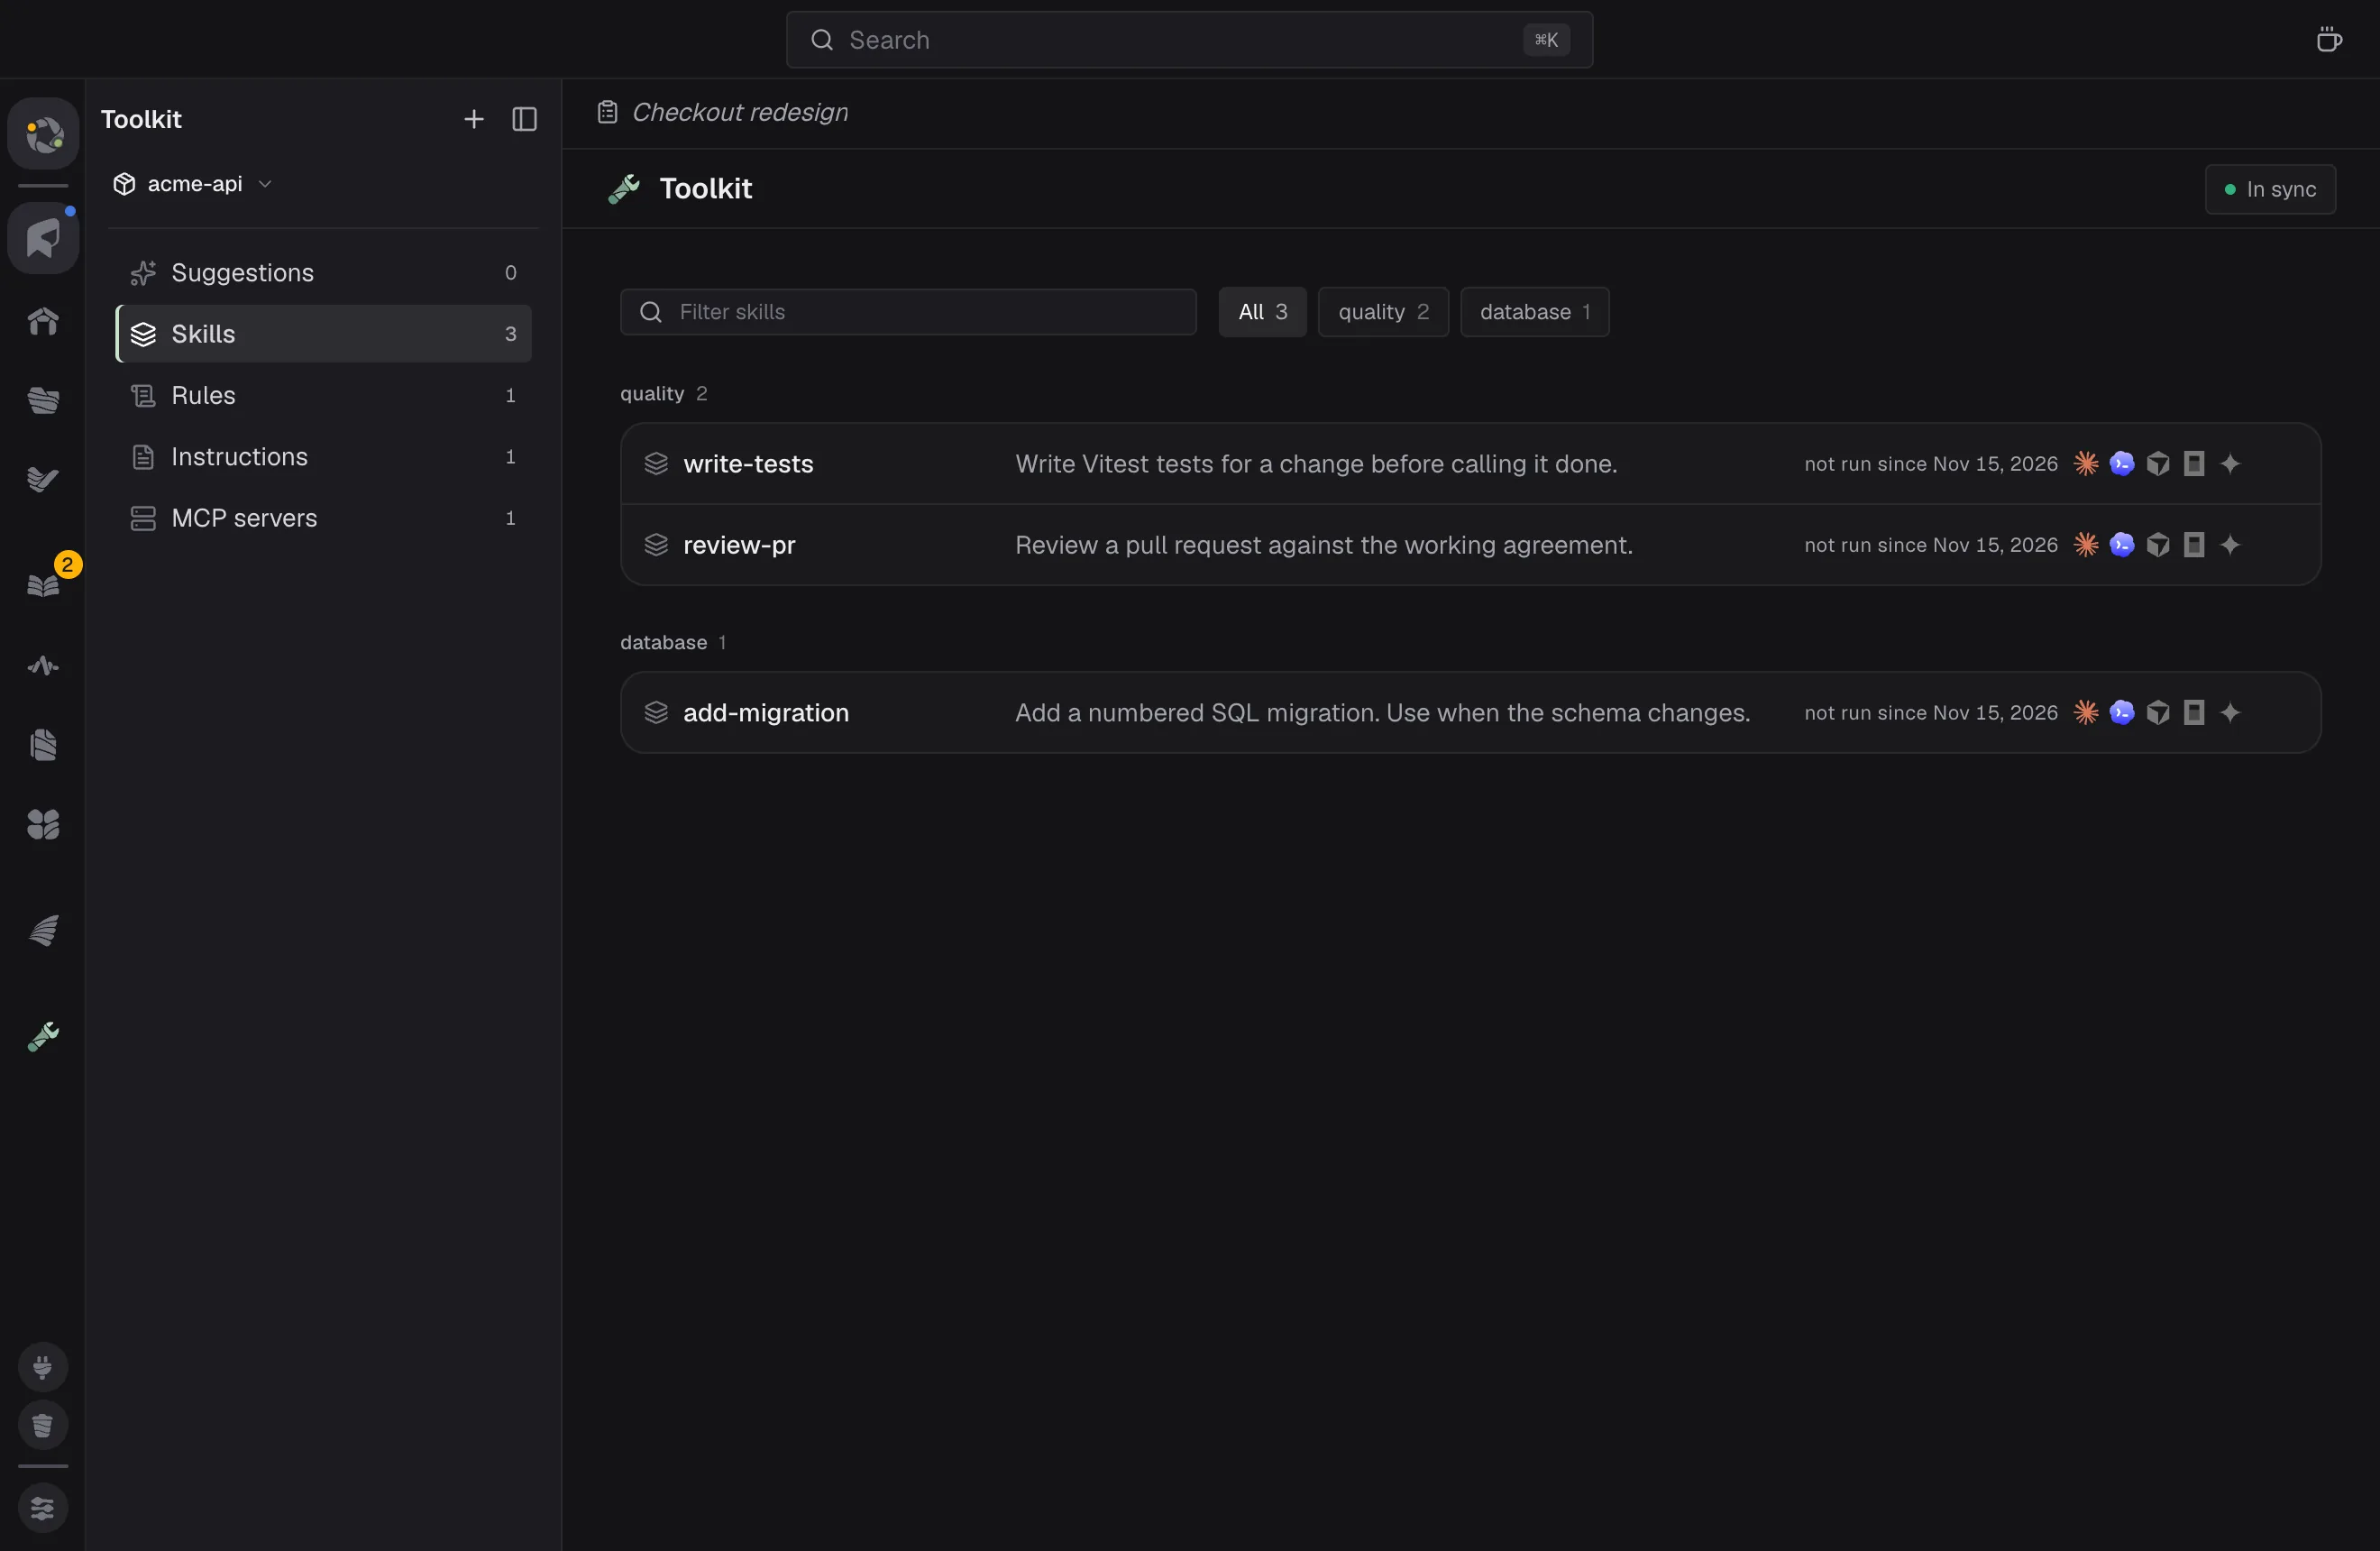 Search ⌘K
Toolkit
acme-api
Suggestions 0
Skills 3
Rules 1
Instructions 1
MCP servers 1
2
Checkout redesign
Toolkit
In sync
Filter skills
All 3
quality 2
database 1
quality 2
write-tests Write Vitest tests for a change before calling it done. not run since Nov 15, 2026
review-pr Review a pull request against the working agreement. not run since Nov 15, 2026
database 1
add-migration Add a numbered SQL migration. Use when the schema changes. not run since Nov 15, 2026